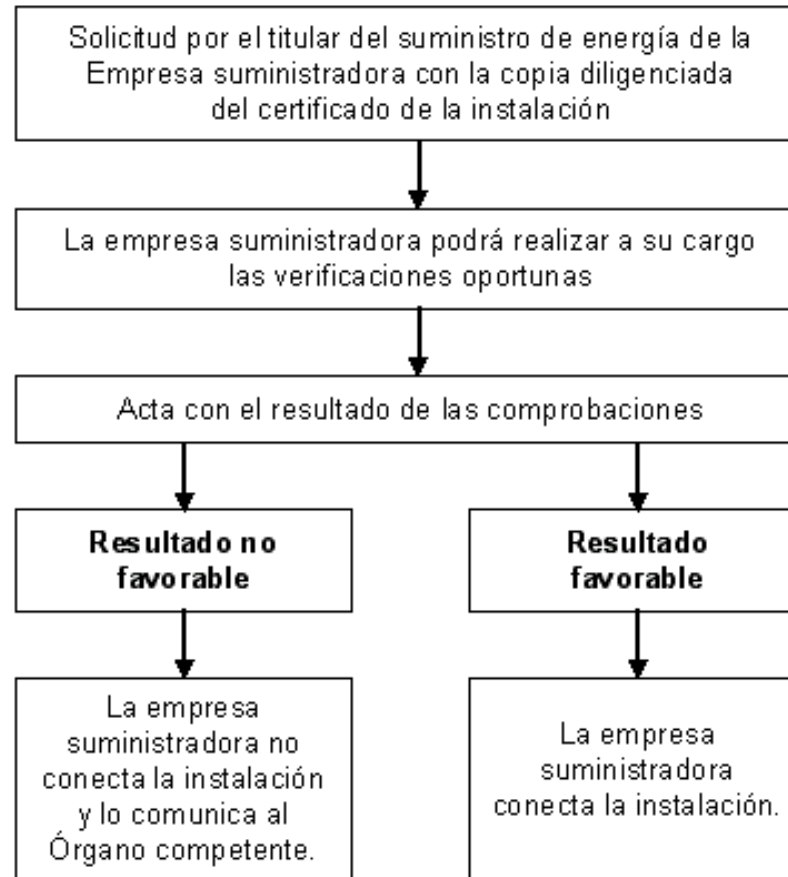 Solicitud por el titular del suministro de energía de la
Empresa suministradora con la copia diligenciada
del certificado de la instalación
La empresa suministradora podrá realizar a su cargo
las verificaciones oportunas
Acta con el resultado de las comprobaciones
Resultado no
favorable
Resultado
favorable
La empresa
suministradora no
conecta la instalación
y lo comunica al
Órgano competente.
La empresa
suministradora
conecta la instalación.